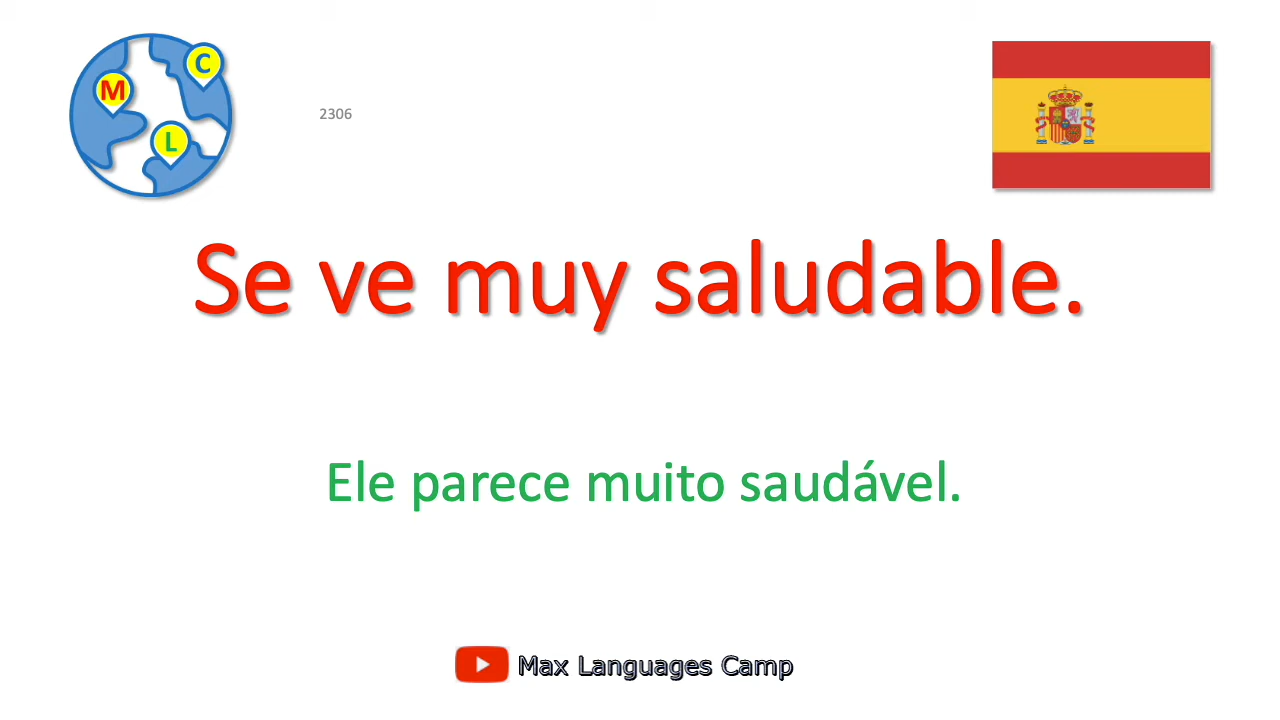 M
C
L
2306
Se ve muy saludable.
Ele parece muito saudável.
Max Languages Camp